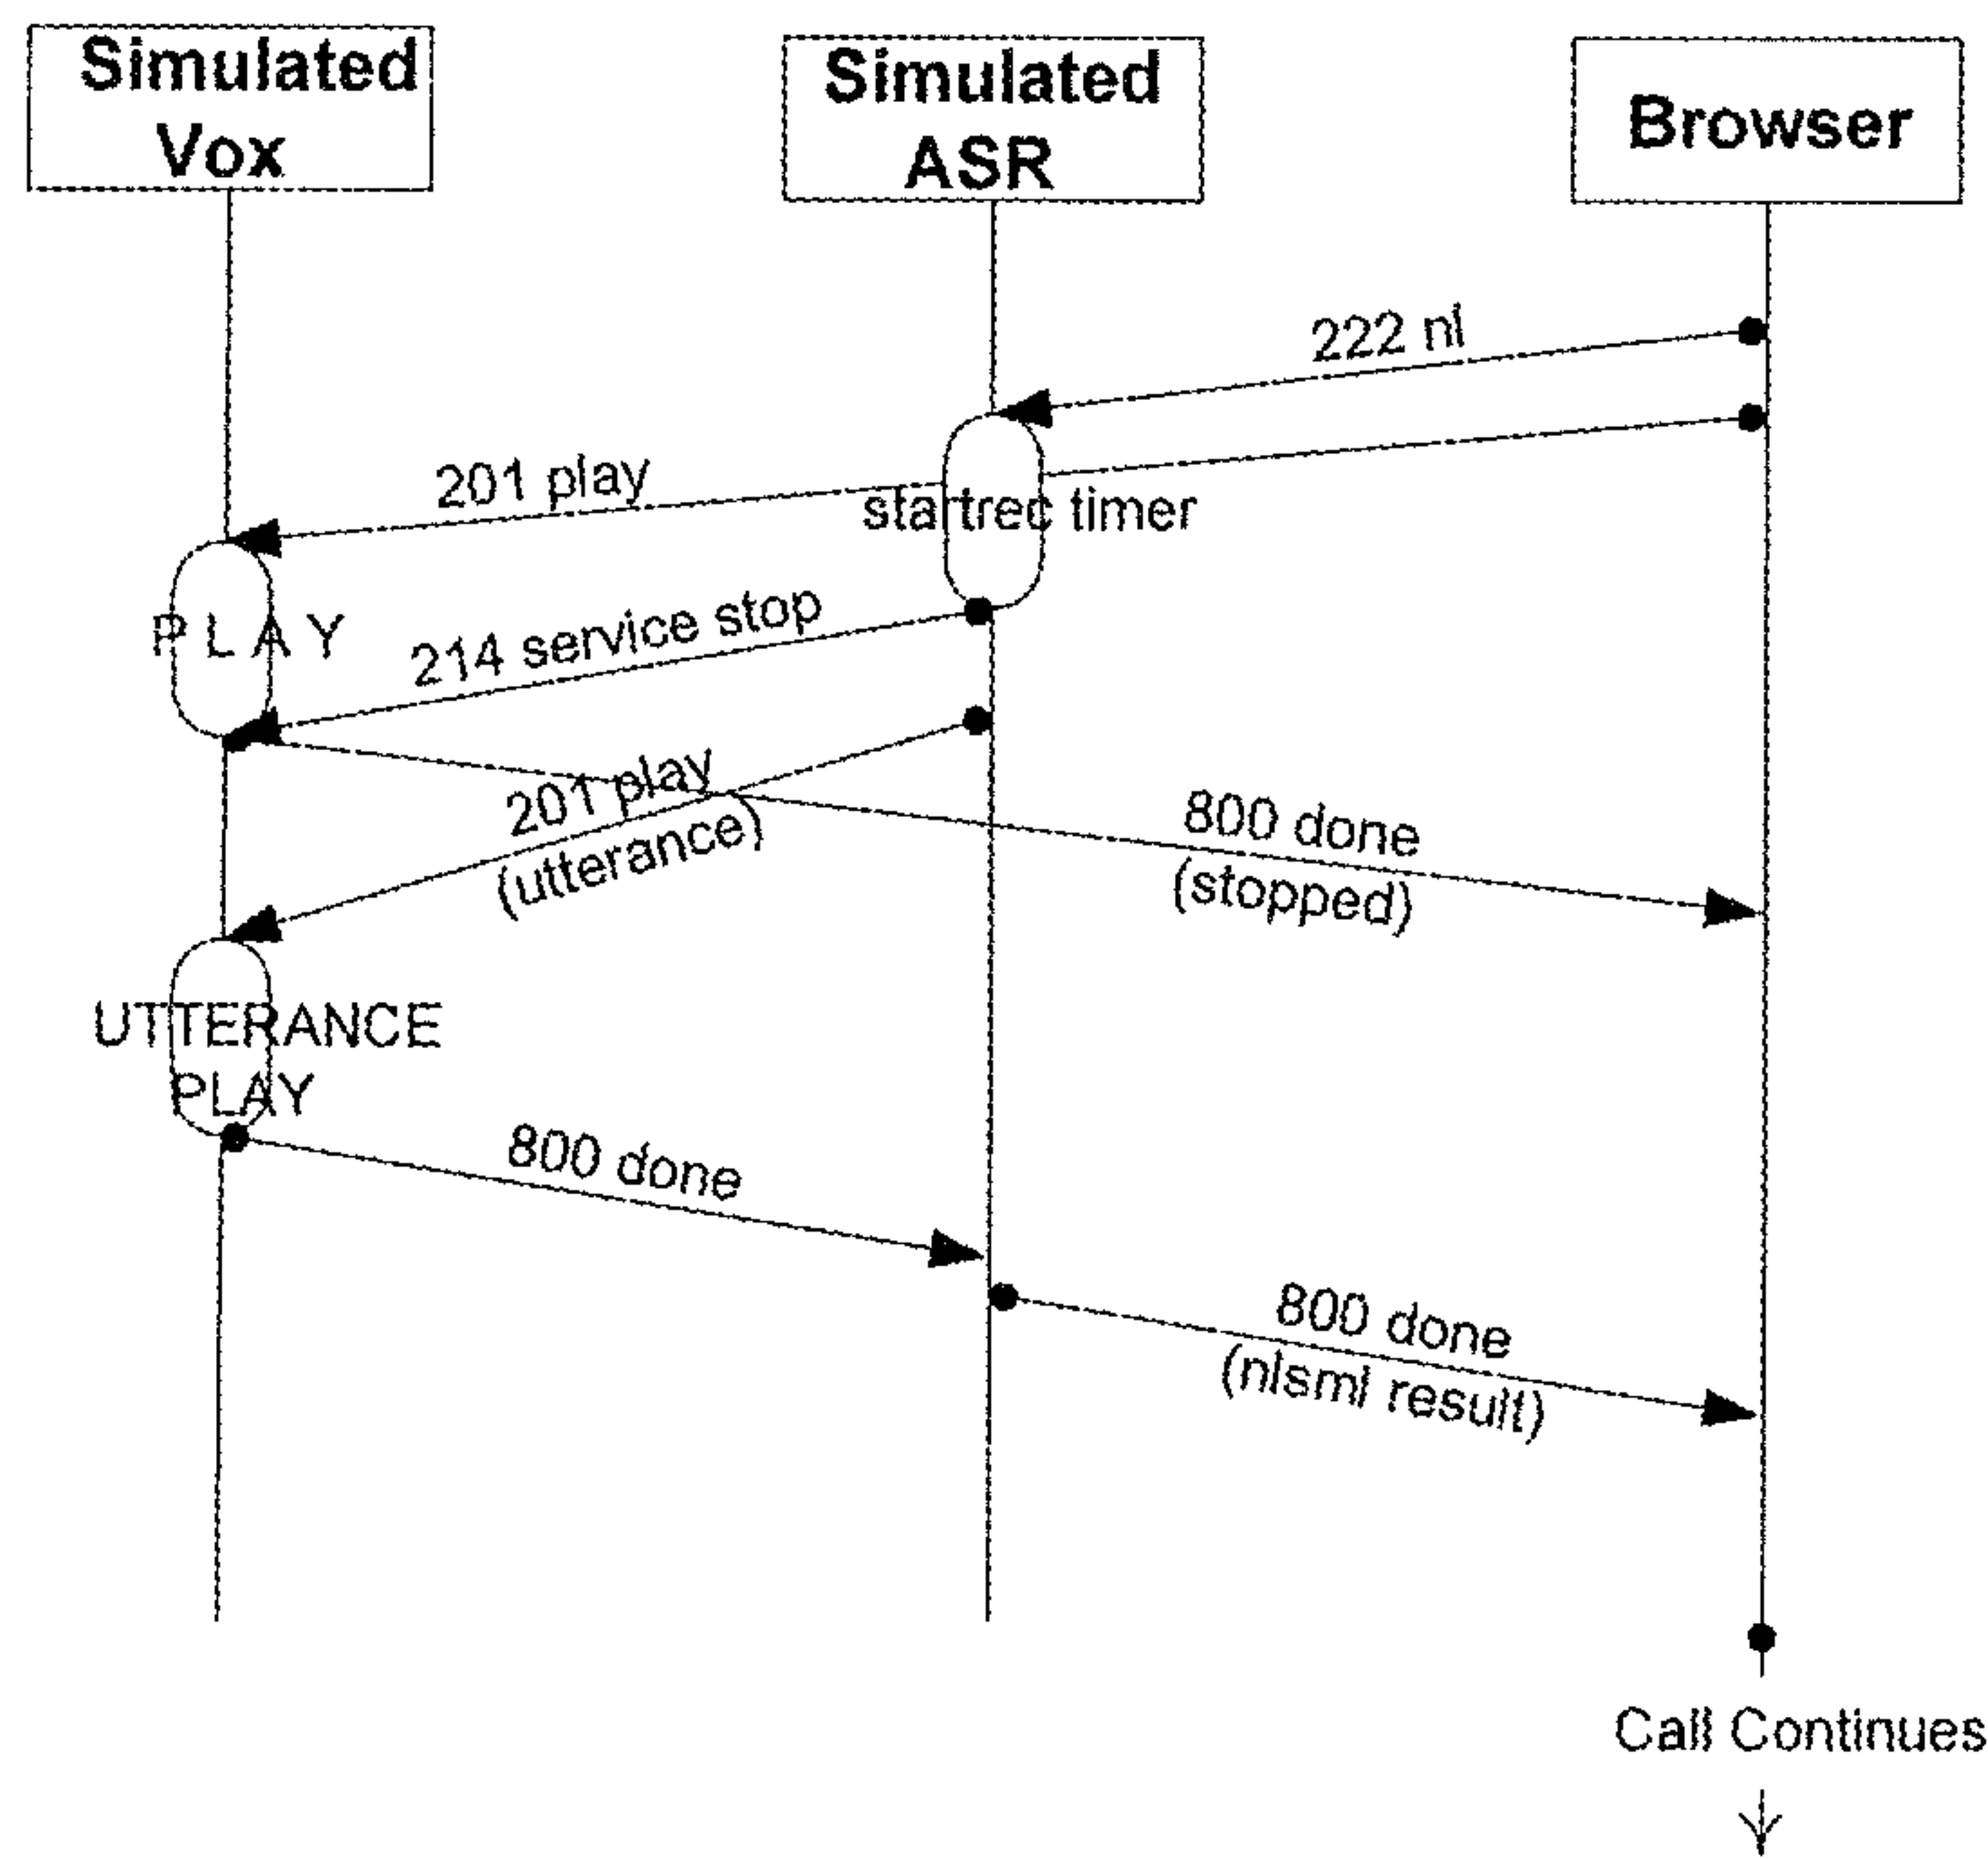 Simulated
Vox
Simulated
ASR
Browser
222 nl
201 play
startrec timer
P L A Y
214 service stop
201 play
(utterance)
800 done
(stopped)
UTTERANCE
PLAY
800 done
800 done
(nlsml result)
Call Continues